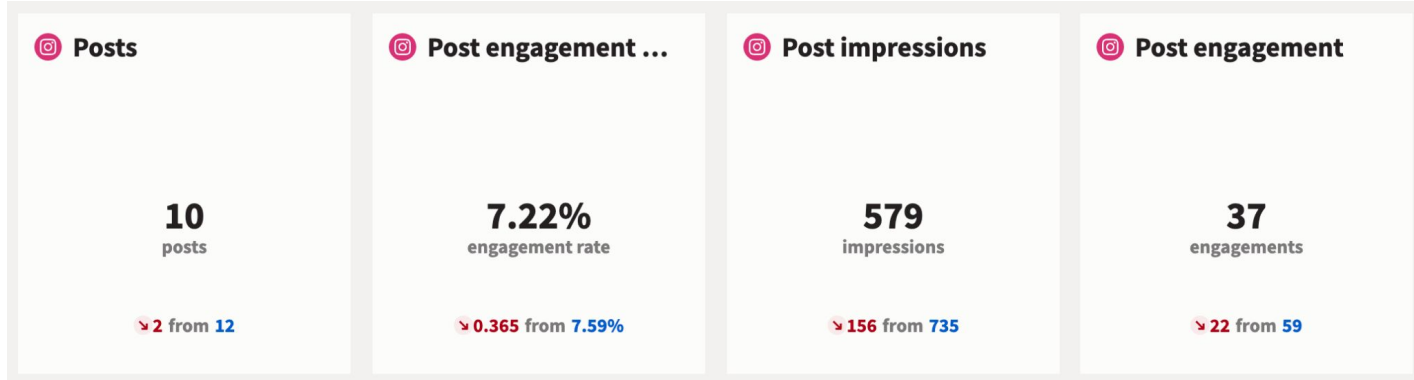 Posts
10
posts
2 from 12
Post engagement ...
7.22%
engagement rate
0.365 from 7.59%
Post impressions
579
impressions
156 from 735
Post engagement
37
engagements
22 from 59